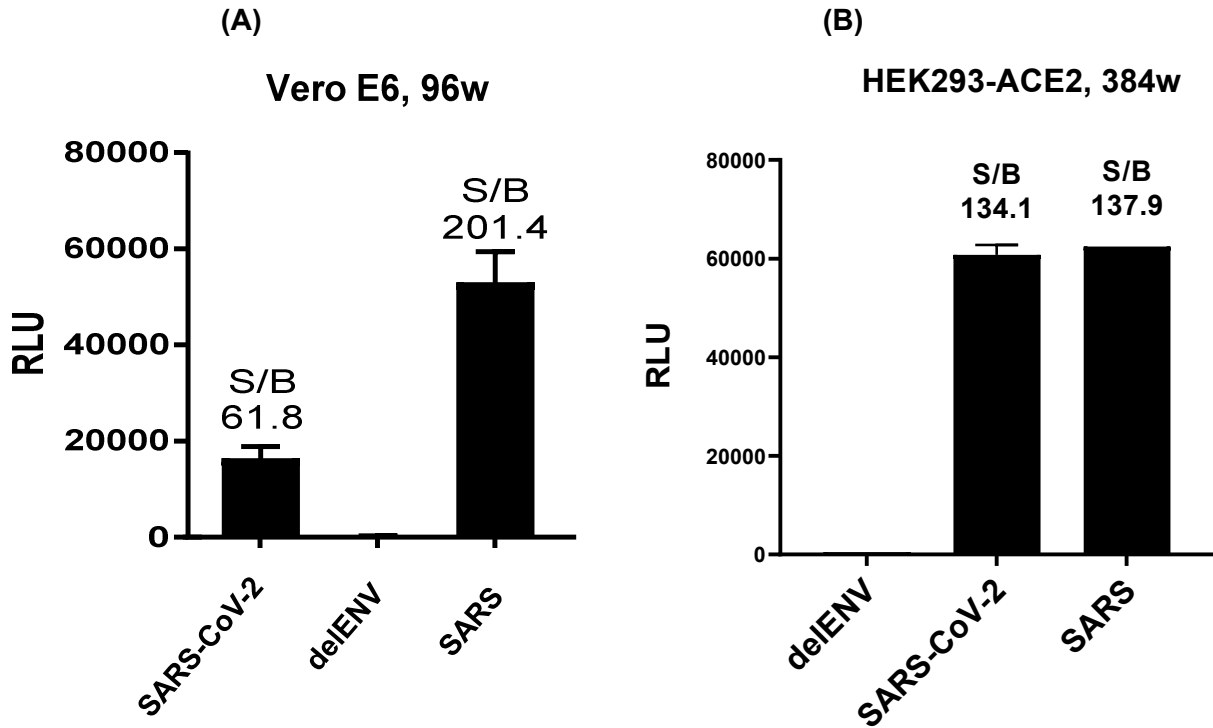 (A)
Vero E6, 96w
RLU
80000
60000
40000
20000
0
S/B
61.8
S/B
201.4
SARS-CoV-2
delENV
SARS
(B)
HEK293-ACE2, 384w
RLU
80000
60000
40000
20000
0
S/B
134.1
S/B
137.9
delENV
SARS-CoV-2
SARS